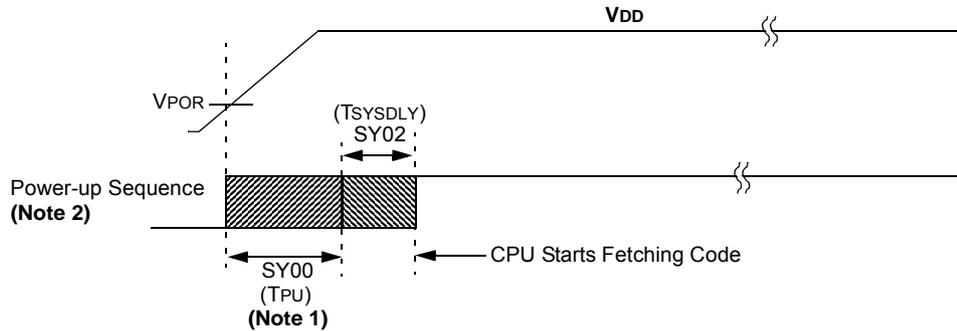 VDD
VPOR
(TSYSDLY)
SY02
Power-up Sequence
(Note 2)
CPU Starts Fetching Code
SY00
(TPU)
(Note 1)